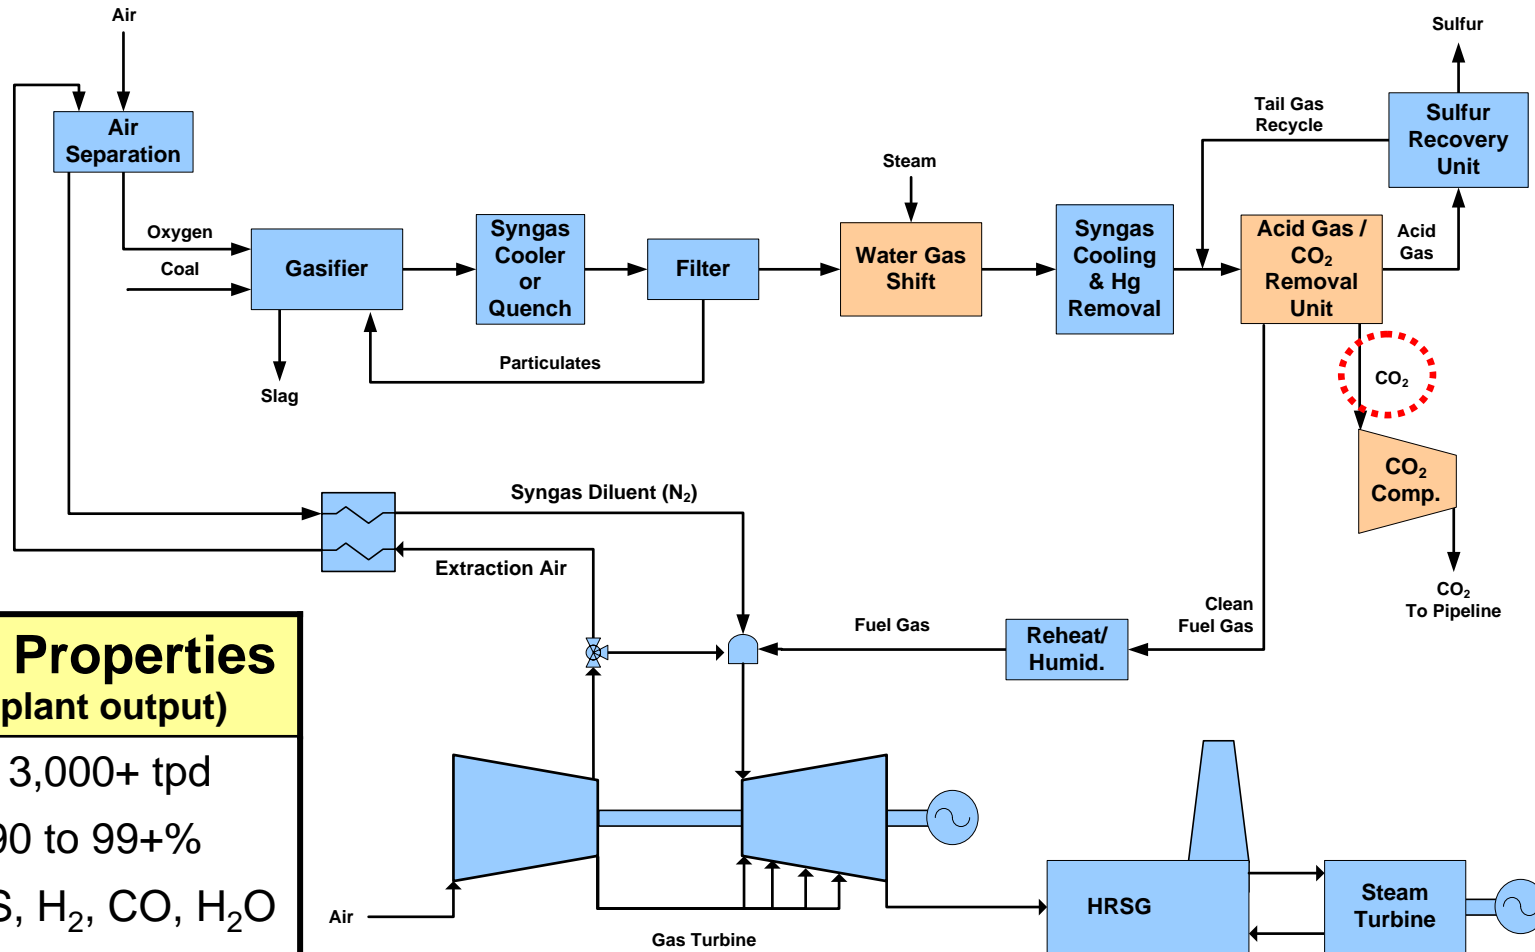 Air
Sulfur
Air
Separation
Tail Gas
Recycle
Sulfur
Recovery
Unit
Steam
Oxygen
Coal
Gasifier
Syngas
Cooler
or
Quench
Filter
Water Gas
Shift
Syngas
Cooling
& Hg
Removal
Acid Gas /
CO₂
Removal
Unit
Acid
Gas
Particulates
Slag
CO₂
CO₂
Comp.
CO₂
To Pipeline
Syngas Diluent (N₂)
Extraction Air
Fuel Gas
Reheat/
Humid.
Clean
Fuel Gas
Properties
plant output)
3,000+ tpd
90 to 99+%
S, H₂, CO, H₂O
Air
Gas Turbine
HRSG
Steam
Turbine